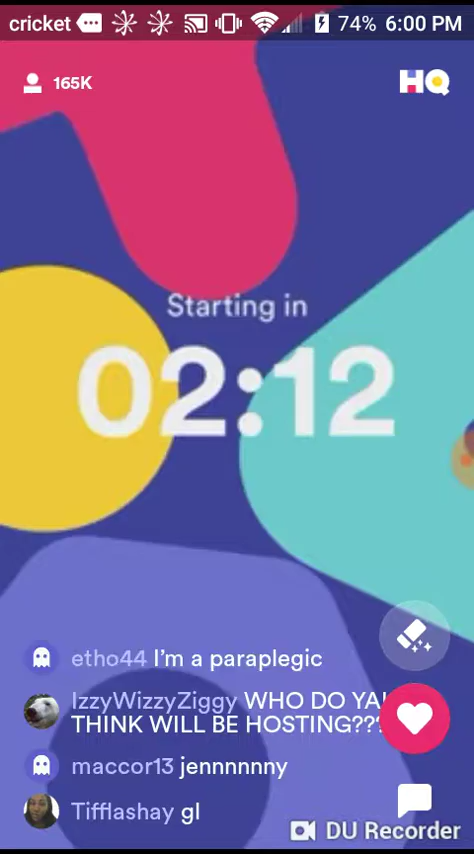 cricket 74% 6:00 PM
165K HQ
Starting in
02:12
etho44 I'm a paraplegic
IzzyWizzyZiggy WHO DO YA
THINK WILL BE HOSTING???
maccor13 jennnnnny
Tifflashay gl
DU Recorder